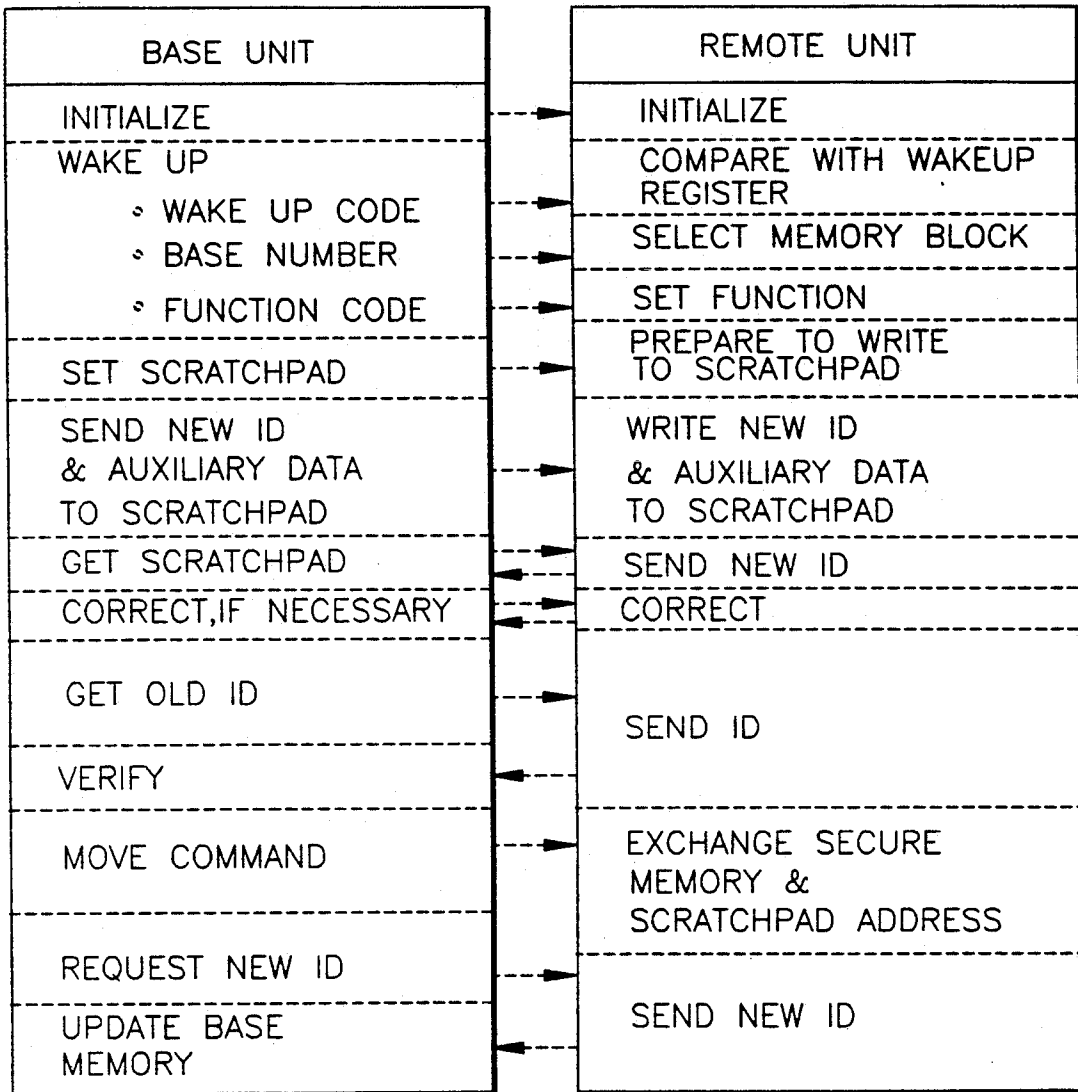 BASE UNIT
INITIALIZE
WAKE UP
∘ WAKE UP CODE
∘ BASE NUMBER
∘ FUNCTION CODE
SET SCRATCHPAD
SEND NEW ID
& AUXILIARY DATA
TO SCRATCHPAD
GET SCRATCHPAD
CORRECT,IF NECESSARY
GET OLD ID
VERIFY
MOVE COMMAND
REQUEST NEW ID
UPDATE BASE
MEMORY
REMOTE UNIT
INITIALIZE
COMPARE WITH WAKEUP
REGISTER
SELECT MEMORY BLOCK
SET FUNCTION
PREPARE TO WRITE
TO SCRATCHPAD
WRITE NEW ID
& AUXILIARY DATA
TO SCRATCHPAD
SEND NEW ID
CORRECT
SEND ID
EXCHANGE SECURE
MEMORY &
SCRATCHPAD ADDRESS
SEND NEW ID